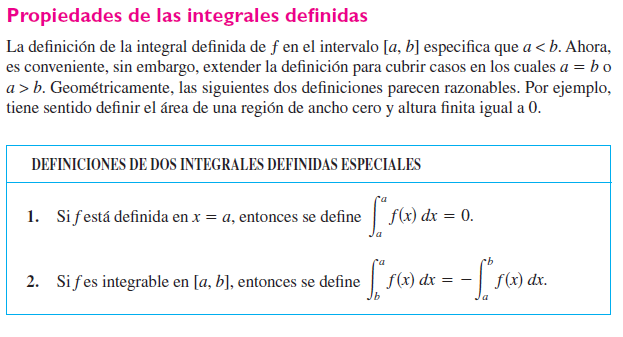 Propiedades de las integrales definidas
La definición de la integral definida de f en el intervalo [a, b] especifica que a < b. Ahora,
es conveniente, sin embargo, extender la definición para cubrir casos en los cuales a = b o
a > b. Geométricamente, las siguientes dos definiciones parecen razonables. Por ejemplo,
tiene sentido definir el área de una región de ancho cero y altura finita igual a 0.
DEFINICIONES DE DOS INTEGRALES DEFINIDAS ESPECIALES
1. Si f está definida en x = a, entonces se define ∫_a^a f(x) dx = 0.
2. Si f es integrable en [a, b], entonces se define ∫_b^a f(x) dx = −∫_a^b f(x) dx.